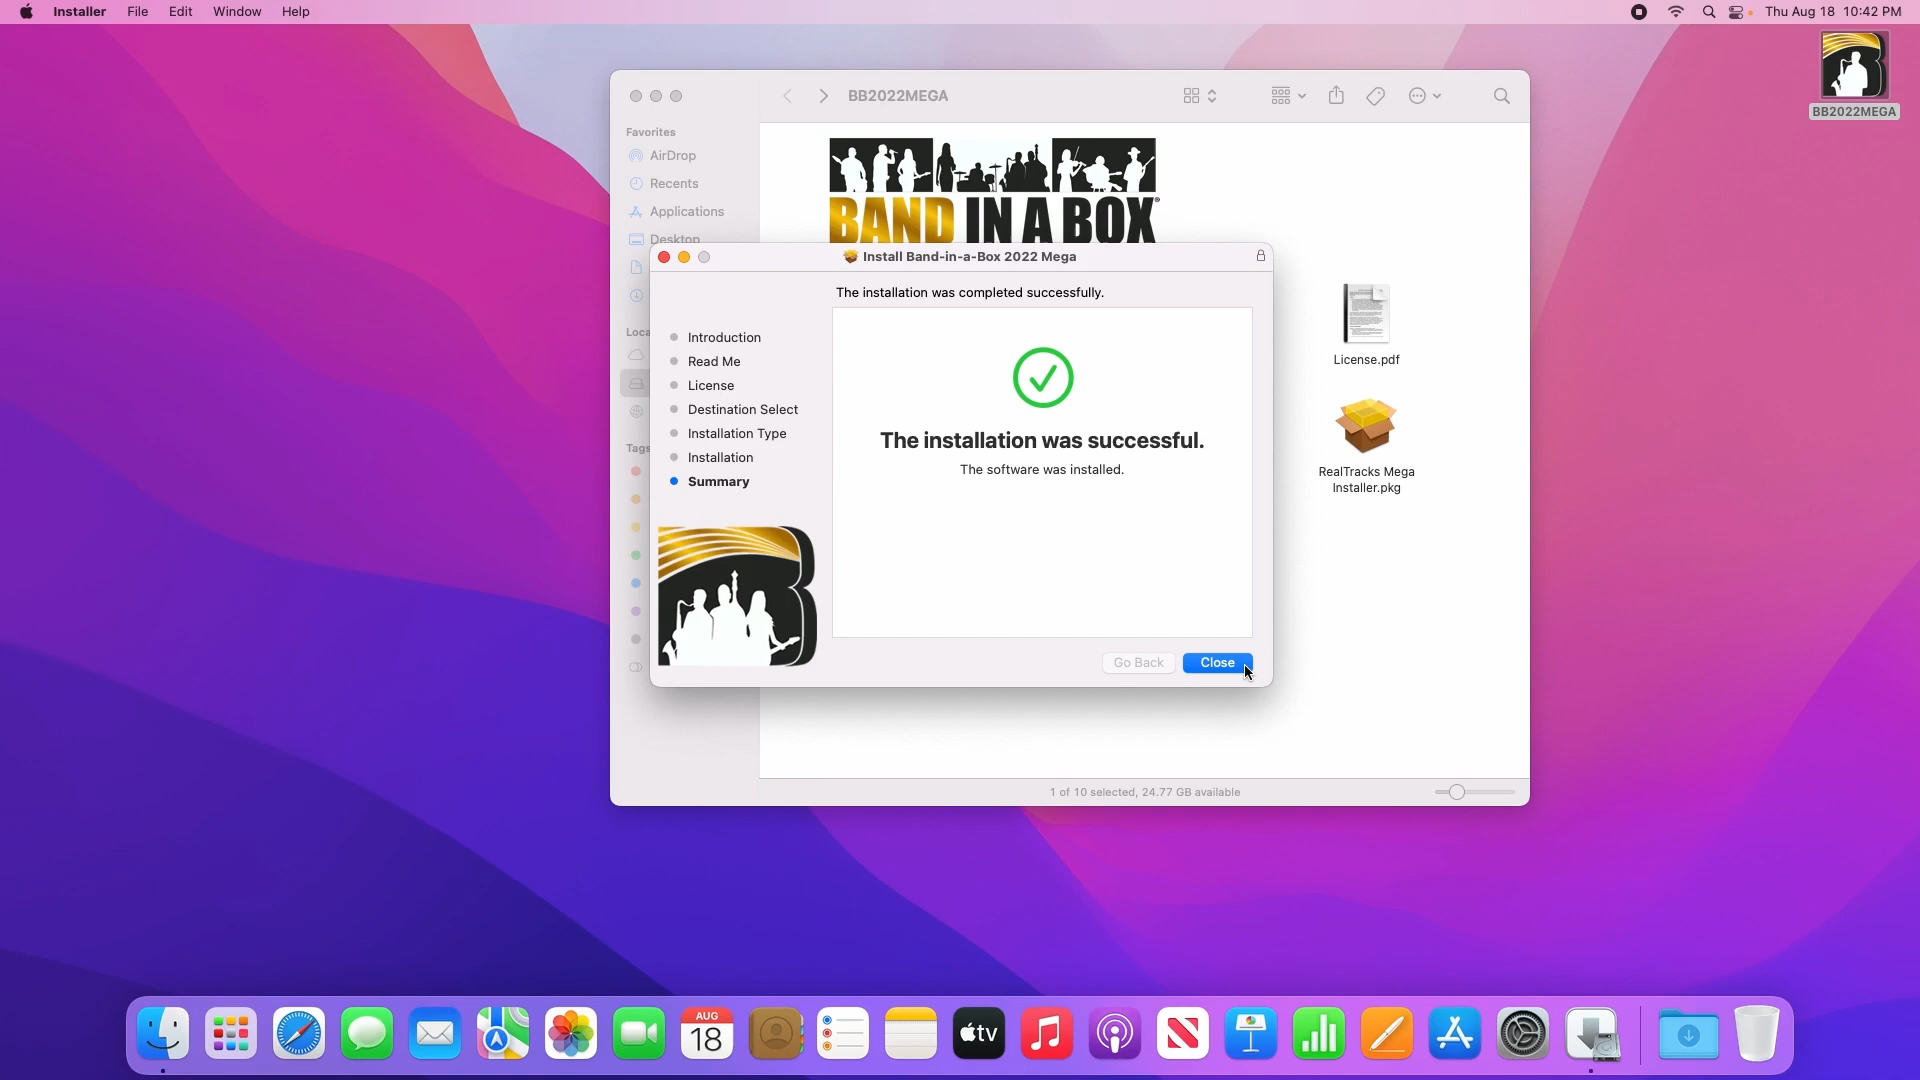 Installer File Edit Window Help
Thu Aug 18 10:42 PM
BB2022MEGA
BB2022MEGA
Favorites
AirDrop
Recents
Applications
Desktop
Loca
Tags
BAND IN A BOX®
License.pdf
RealTracks Mega
Installer.pkg
Install Band-in-a-Box 2022 Mega
The installation was completed successfully.
Introduction
Read Me
License
Destination Select
Installation Type
Installation
Summary
The installation was successful.
The software was installed.
Go Back Close
1 of 10 selected, 24.77 GB available
AUG
18
tv